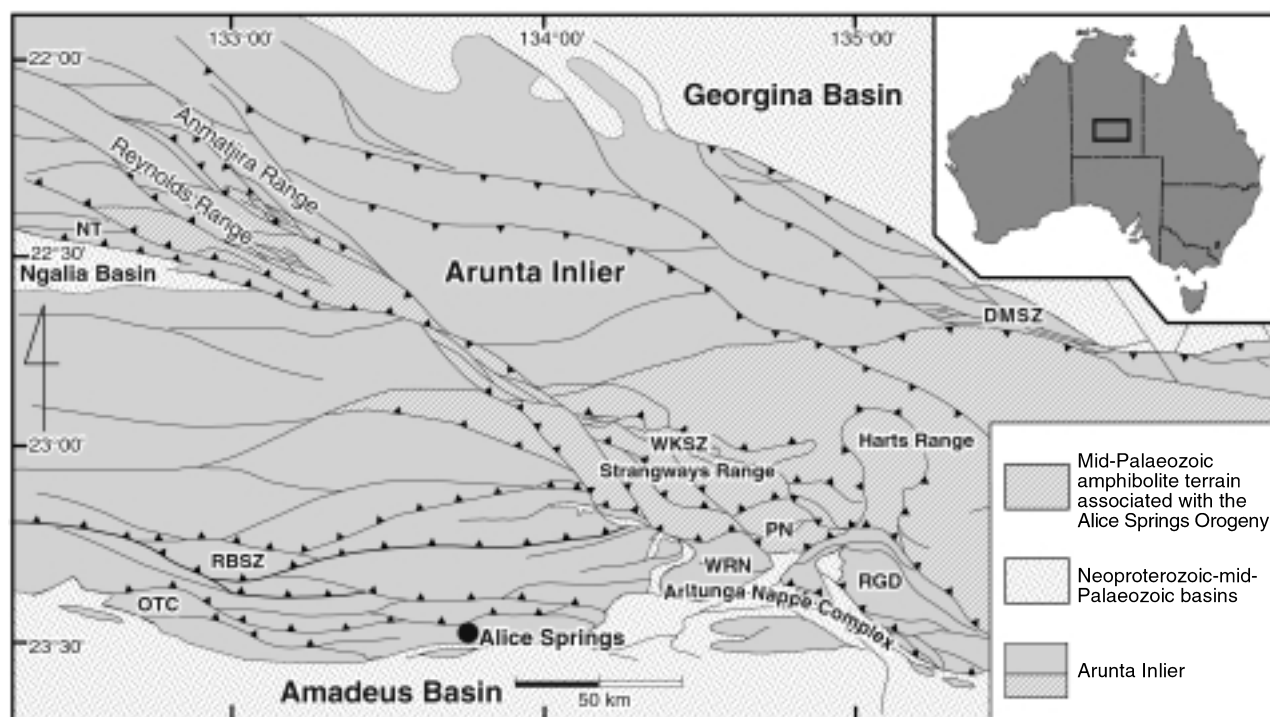 133°00'
134°00'
135°00'
22°00'
Georgina Basin
Anmatjira Range
Reynolds Range
NT
22°30'
Ngalia Basin
Arunta Inlier
DMSZ
23°00'
WKSZ
Harts Range
Strangways Range
PN
RBSZ
WRN
RGD
Arltunga Nappe Complex
OTC
Alice Springs
23°30'
Amadeus Basin
50 km
Mid-Palaeozoic
amphibolite terrain
associated with the
Alice Springs Orogeny
Neoproterozoic-mid-
Palaeozoic basins
Arunta Inlier